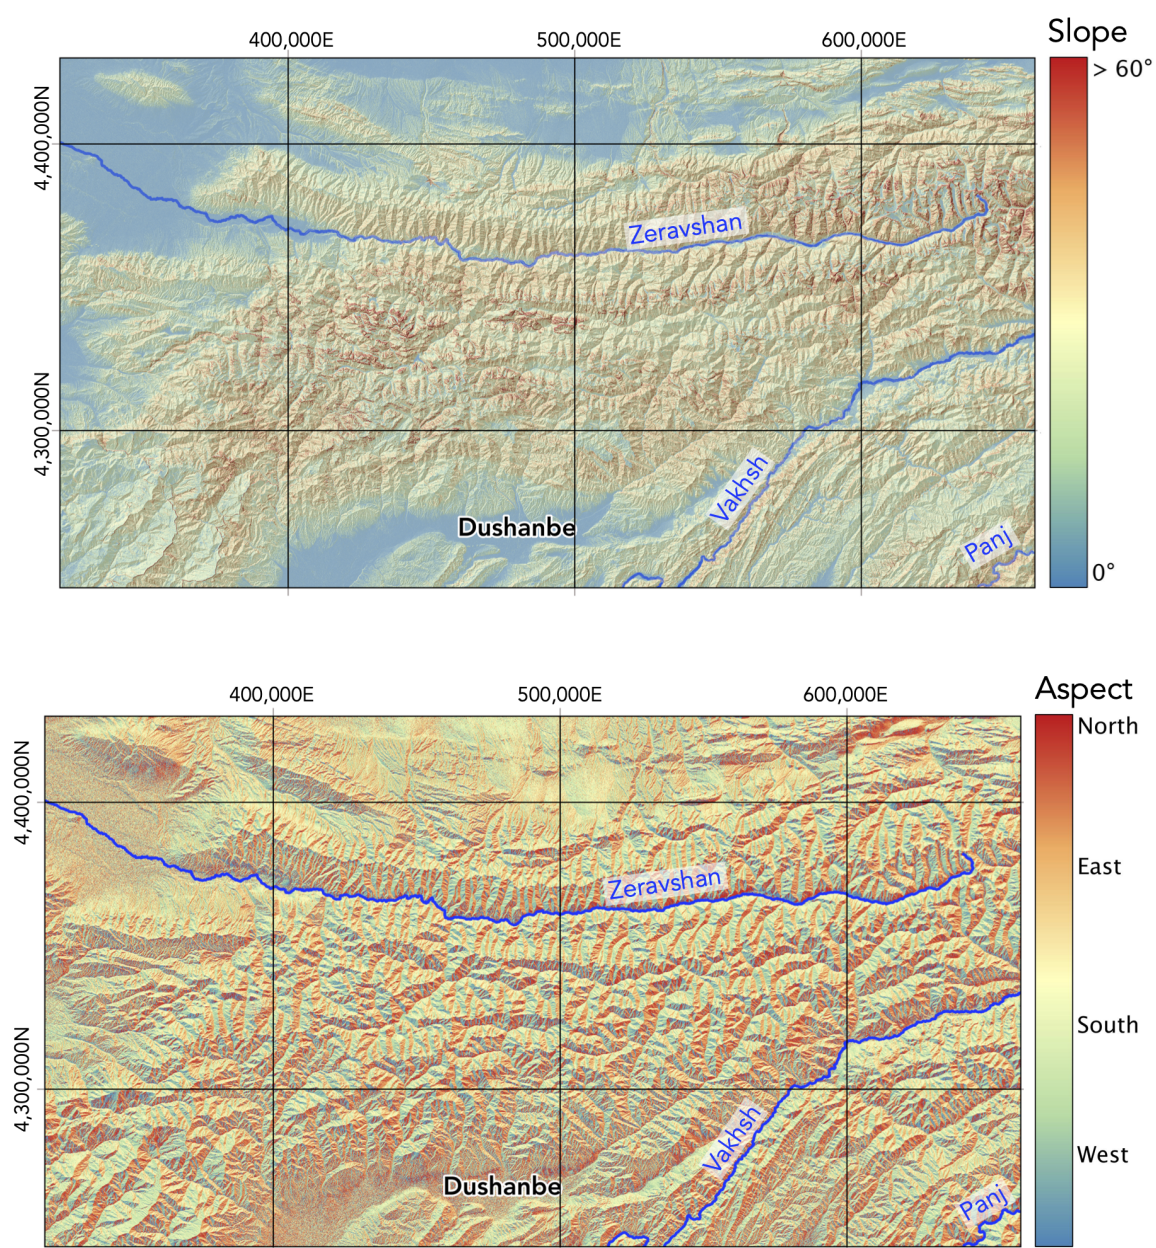 Slope
400,000E 500,000E 600,000E
> 60°
4,400,000N
Zeravshan
4,300,000N
Vakhsh
Dushanbe
Panj
0°
Aspect
400,000E 500,000E 600,000E
North
4,400,000N
East
Zeravshan
South
4,300,000N
Vakhsh
West
Dushanbe
Panj